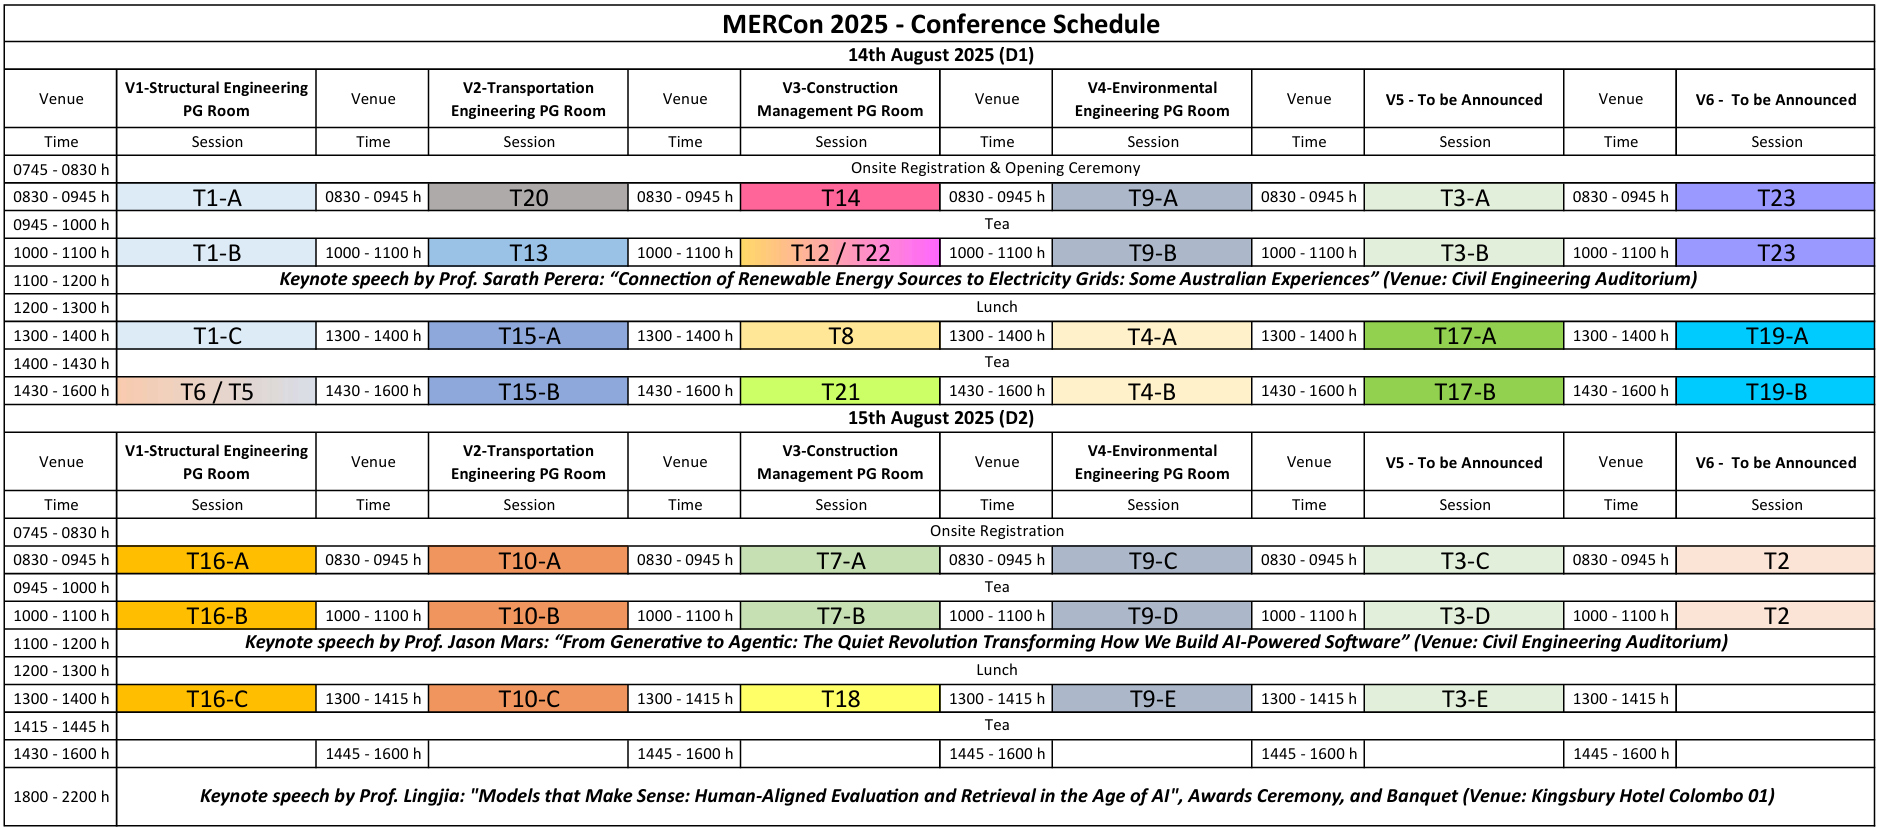 MERCon 2025 - Conference Schedule
14th August 2025 (D1)
Venue V1-Structural Engineering PG Room Venue V2-Transportation Engineering PG Room Venue V3-Construction Management PG Room Venue V4-Environmental Engineering PG Room Venue V5 - To be Announced Venue V6 - To be Announced
Time Session Time Session Time Session Time Session Time Session Time Session
0745 - 0830 h Onsite Registration & Opening Ceremony
0830 - 0945 h T1-A 0830 - 0945 h T20 0830 - 0945 h T14 0830 - 0945 h T9-A 0830 - 0945 h T3-A 0830 - 0945 h T23
0945 - 1000 h Tea
1000 - 1100 h T1-B 1000 - 1100 h T13 1000 - 1100 h T12 / T22 1000 - 1100 h T9-B 1000 - 1100 h T3-B 1000 - 1100 h T23
1100 - 1200 h Keynote speech by Prof. Sarath Perera: “Connection of Renewable Energy Sources to Electricity Grids: Some Australian Experiences” (Venue: Civil Engineering Auditorium)
1200 - 1300 h Lunch
1300 - 1400 h T1-C 1300 - 1400 h T15-A 1300 - 1400 h T8 1300 - 1400 h T4-A 1300 - 1400 h T17-A 1300 - 1400 h T19-A
1400 - 1430 h Tea
1430 - 1600 h T6 / T5 1430 - 1600 h T15-B 1430 - 1600 h T21 1430 - 1600 h T4-B 1430 - 1600 h T17-B 1430 - 1600 h T19-B
15th August 2025 (D2)
Venue V1-Structural Engineering PG Room Venue V2-Transportation Engineering PG Room Venue V3-Construction Management PG Room Venue V4-Environmental Engineering PG Room Venue V5 - To be Announced Venue V6 - To be Announced
Time Session Time Session Time Session Time Session Time Session Time Session
0745 - 0830 h Onsite Registration
0830 - 0945 h T16-A 0830 - 0945 h T10-A 0830 - 0945 h T7-A 0830 - 0945 h T9-C 0830 - 0945 h T3-C 0830 - 0945 h T2
0945 - 1000 h Tea
1000 - 1100 h T16-B 1000 - 1100 h T10-B 1000 - 1100 h T7-B 1000 - 1100 h T9-D 1000 - 1100 h T3-D 1000 - 1100 h T2
1100 - 1200 h Keynote speech by Prof. Jason Mars: “From Generative to Agentic: The Quiet Revolution Transforming How We Build AI-Powered Software” (Venue: Civil Engineering Auditorium)
1200 - 1300 h Lunch
1300 - 1400 h T16-C 1300 - 1415 h T10-C 1300 - 1415 h T18 1300 - 1415 h T9-E 1300 - 1415 h T3-E 1300 - 1415 h
1415 - 1445 h Tea
1430 - 1600 h 1445 - 1600 h 1445 - 1600 h 1445 - 1600 h 1445 - 1600 h 1445 - 1600 h
1800 - 2200 h Keynote speech by Prof. Lingjia: "Models that Make Sense: Human-Aligned Evaluation and Retrieval in the Age of AI", Awards Ceremony, and Banquet (Venue: Kingsbury Hotel Colombo 01)